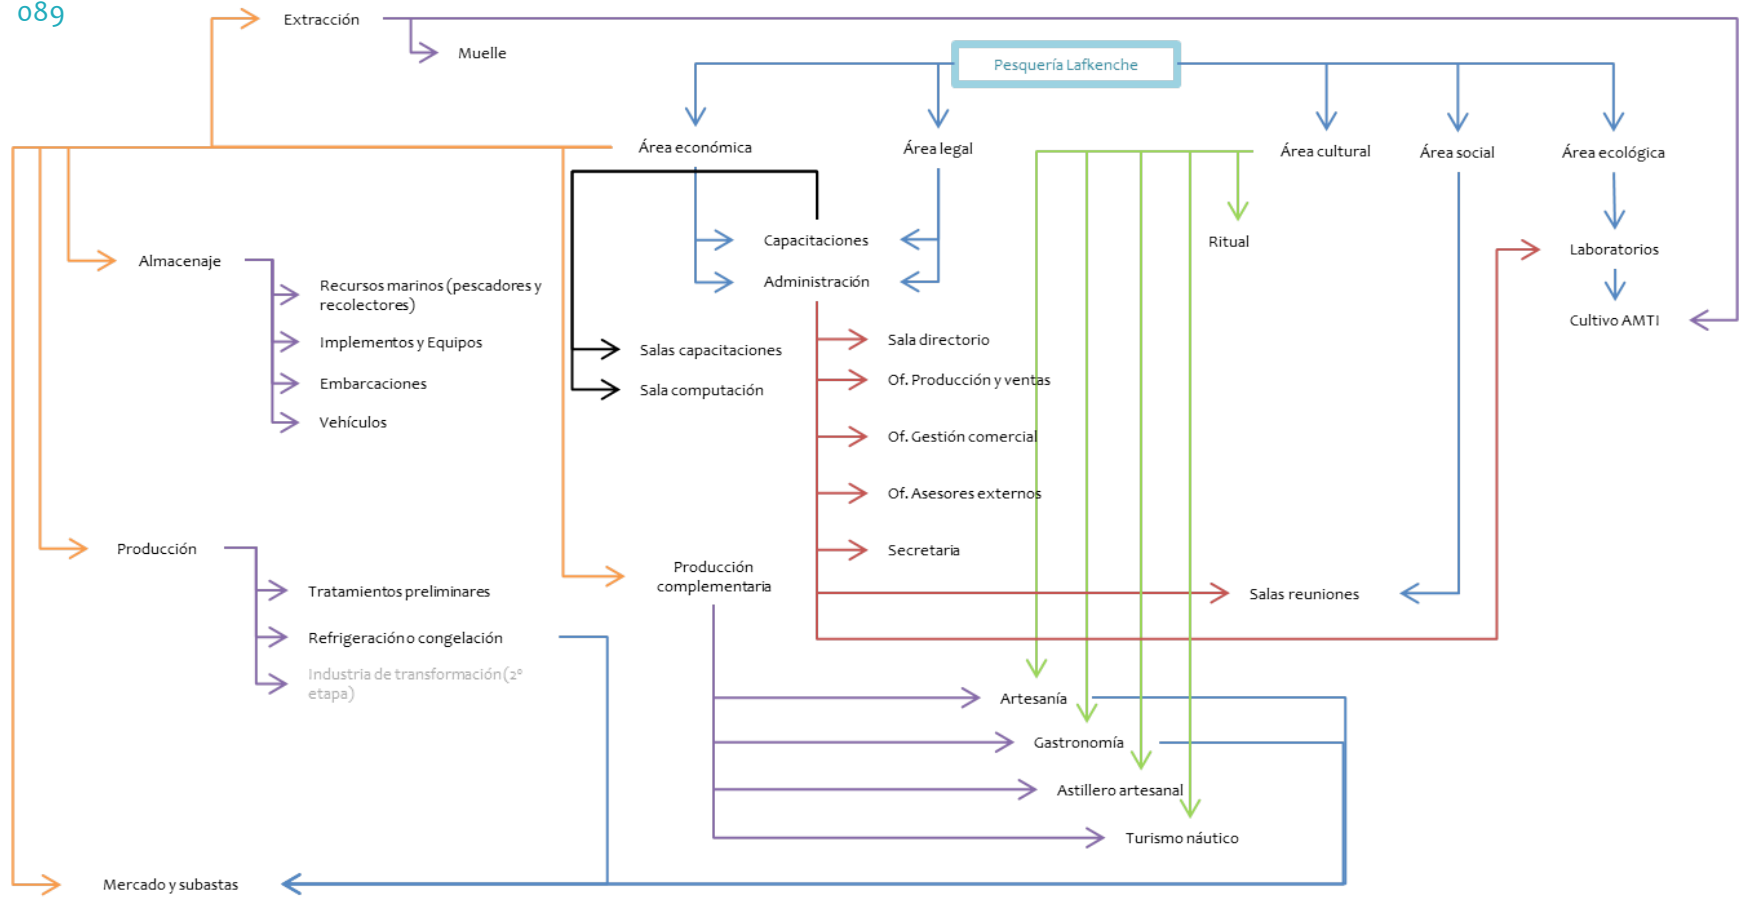 089
Extracción
Muelle
Pesquería Lafkenche
Área económica
Área legal
Área cultural
Área social
Área ecológica
Capacitaciones
Ritual
Laboratorios
Almacenaje
Administración
Recursos marinos (pescadores y
recolectores)
Cultivo AMTI
Implementos y Equipos
Sala directorio
Salas capacitaciones
Embarcaciones
Of. Producción y ventas
Sala computación
Vehículos
Of. Gestión comercial
Of. Asesores externos
Producción
Secretaria
Producción
complementaria
Tratamientos preliminares
Salas reuniones
Refrigeración o congelación
Industria de transformación (2º
etapa)
Artesanía
Gastronomía
Astillero artesanal
Turismo náutico
Mercado y subastas